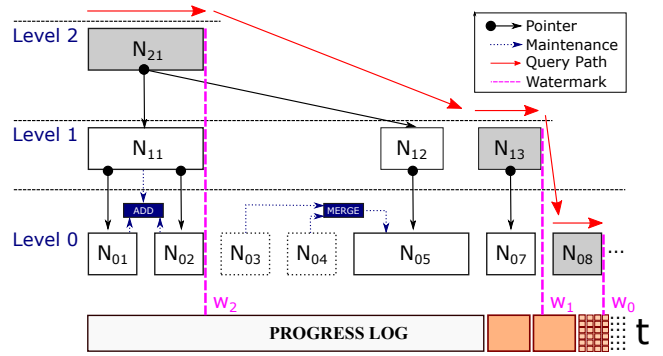 Level 2
N21
Pointer
Maintenance
Query Path
Watermark
Level 1
N11
N12
N13
ADD
MERGE
Level 0
N01
N02
N03
N04
N05
N07
N08
...
w2
w1
w0
PROGRESS LOG
t